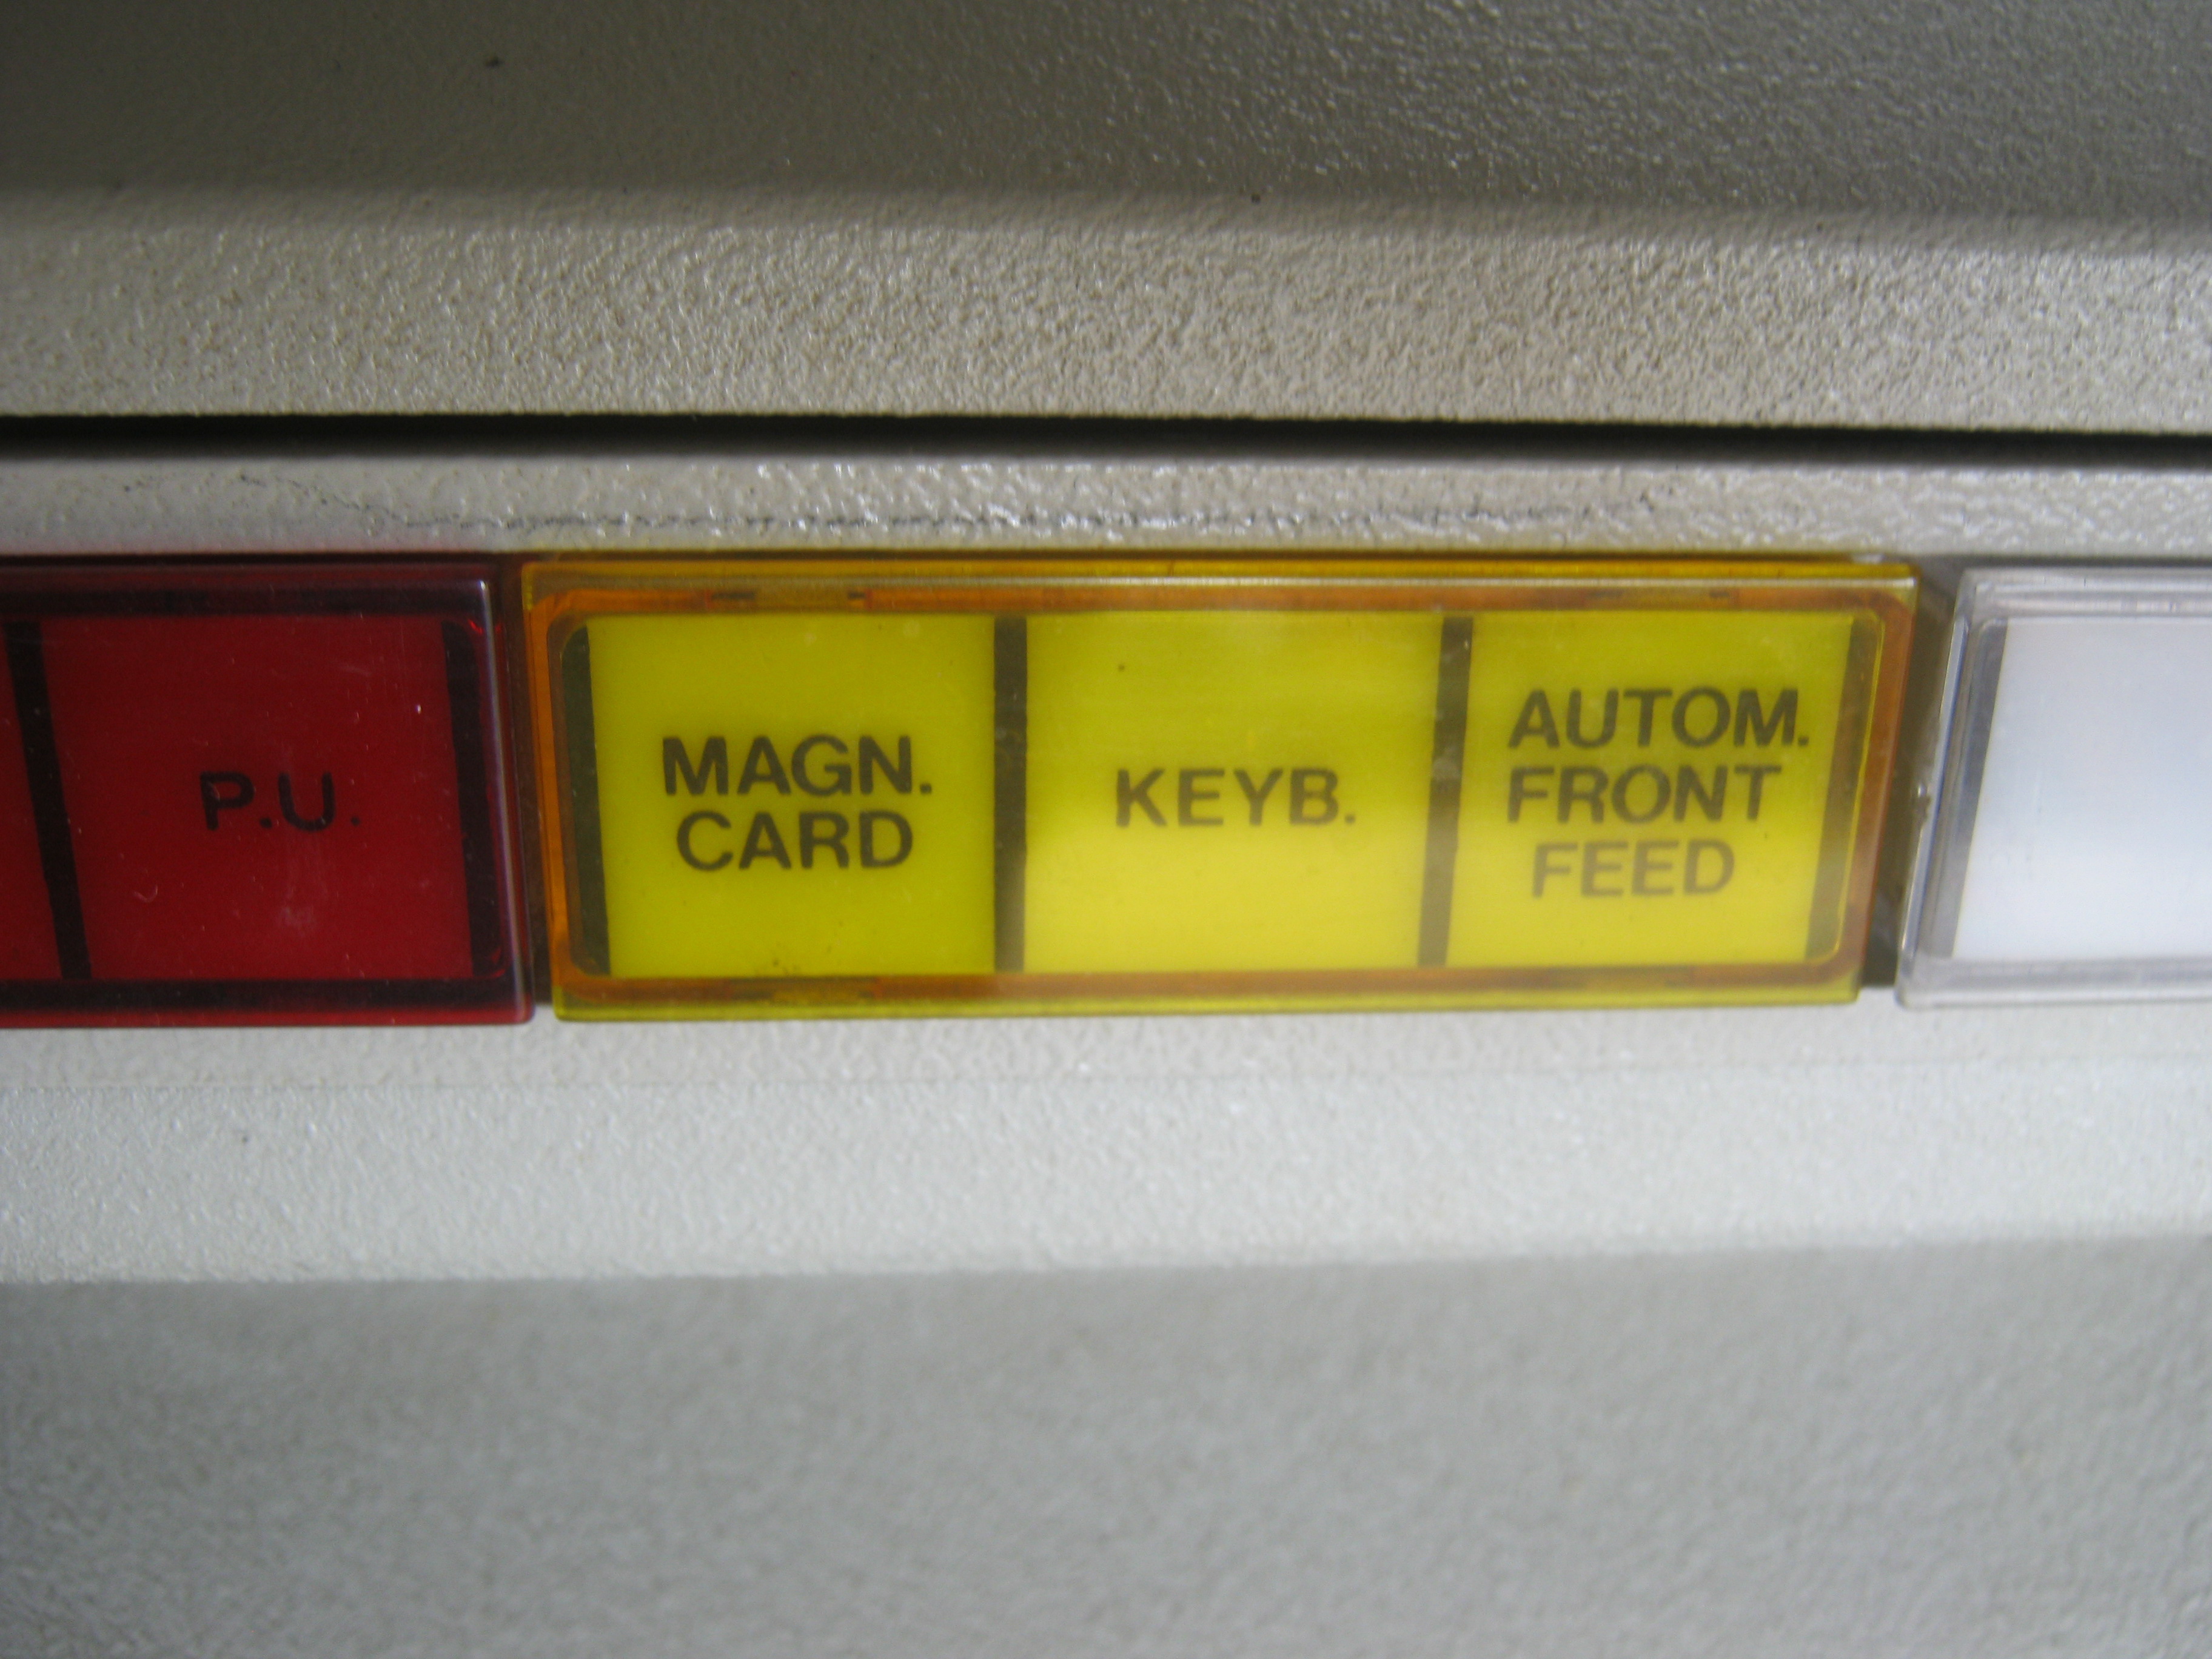 P.U.
MAGN.
CARD
KEYB.
AUTOM.
FRONT
FEED